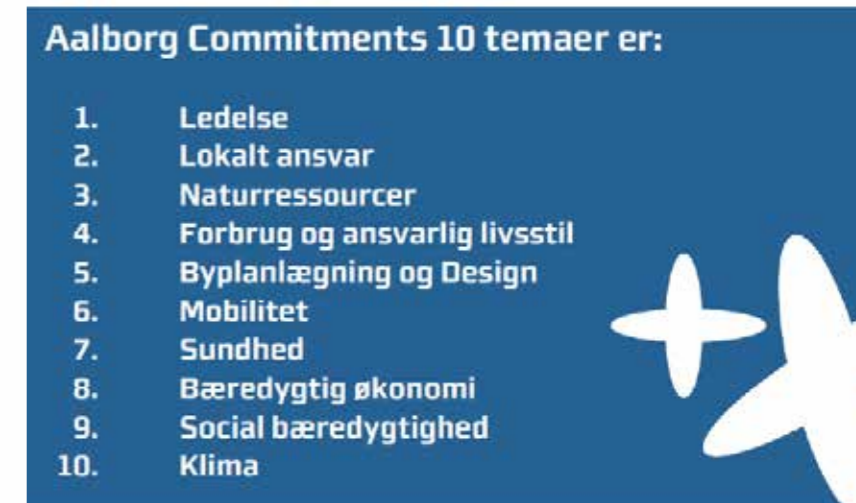 Aalborg Commitments 10 temaer er:
1. Ledelse
2. Lokalt ansvar
3. Naturressourcer
4. Forbrug og ansvarlig livsstil
5. Byplanlægning og Design
6. Mobilitet
7. Sundhed
8. Bæredygtig økonomi
9. Social bæredygtighed
10. Klima